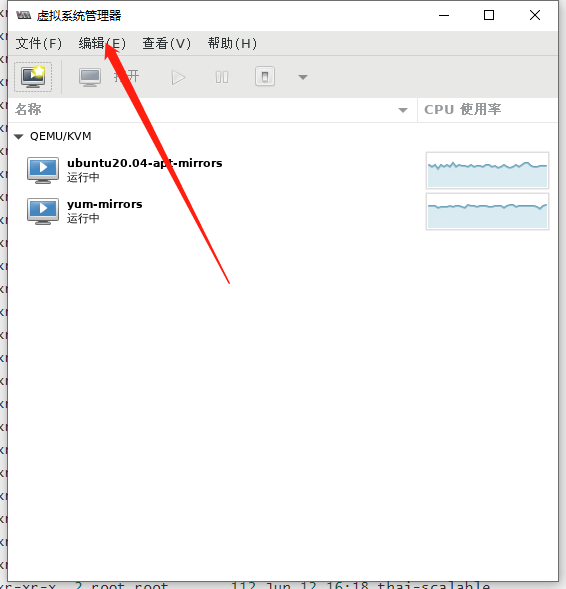 虚拟系统管理器
文件(F) 编辑(E) 查看(V) 帮助(H)
打开
名称 CPU 使用率
QEMU/KVM
ubuntu20.04-apt-mirrors
运行中
yum-mirrors
运行中
xr-xr-x 2 root root 112 Jun 12 16:18 thai-scalable